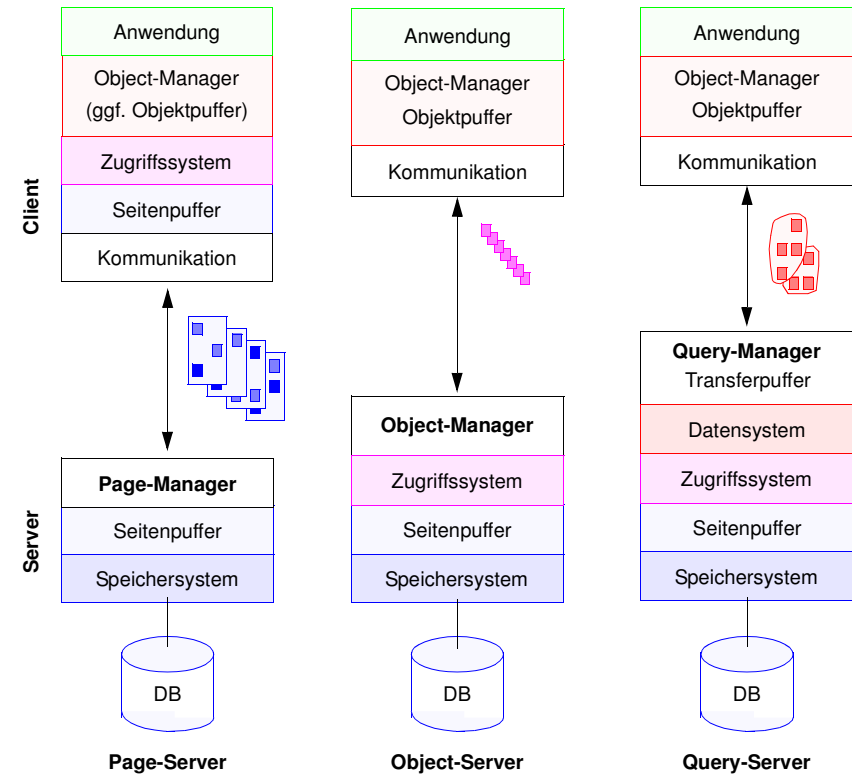 Client
Server
Anwendung
Object-Manager
(ggf. Objektpuffer)
Zugriffssystem
Seitenpuffer
Kommunikation
Page-Manager
Seitenpuffer
Speichersystem
DB
Page-Server
Anwendung
Object-Manager
Objektpuffer
Kommunikation
Object-Manager
Zugriffssystem
Seitenpuffer
Speichersystem
DB
Object-Server
Anwendung
Object-Manager
Objektpuffer
Kommunikation
Query-Manager
Transferpuffer
Datensystem
Zugriffssystem
Seitenpuffer
Speichersystem
DB
Query-Server